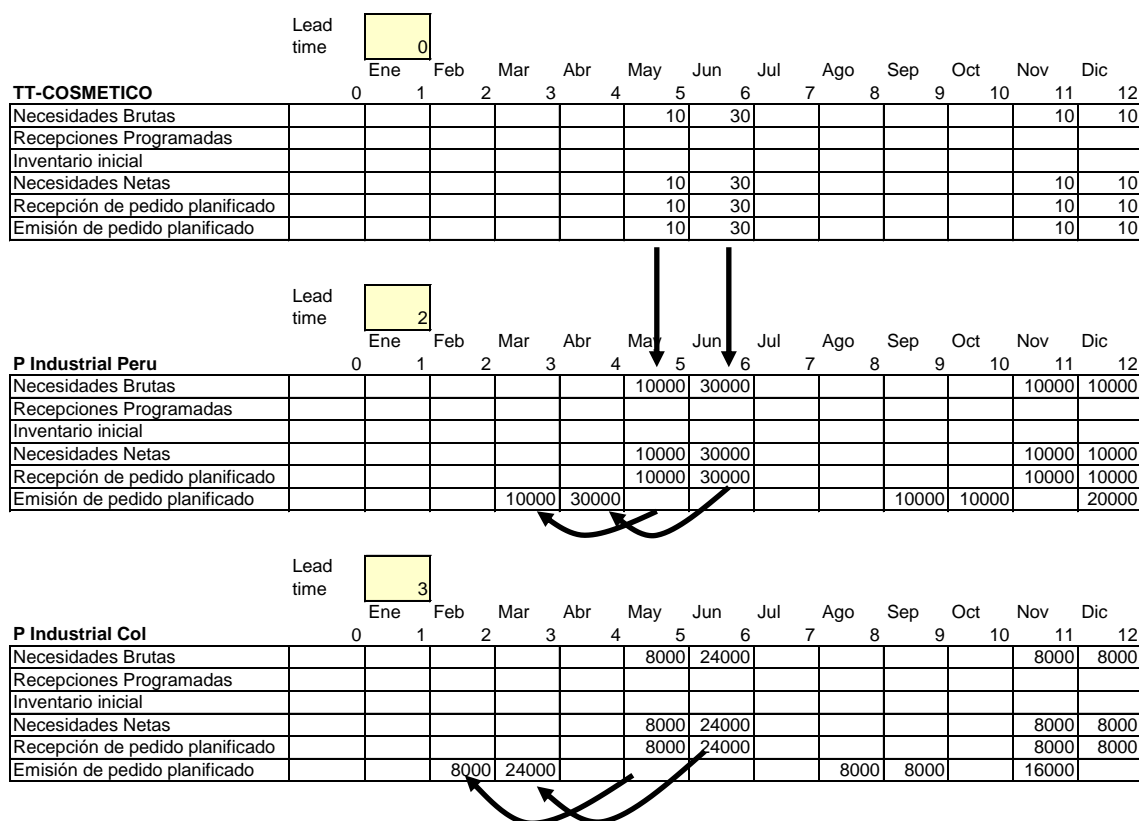 Lead
time 0
Ene Feb Mar Abr May Jun Jul Ago Sep Oct Nov Dic
TT-COSMETICO 0 1 2 3 4 5 6 7 8 9 10 11 12
Necesidades Brutas 10 30 10 10
Recepciones Programadas
Inventario inicial
Necesidades Netas 10 30 10 10
Recepción de pedido planificado 10 30 10 10
Emisión de pedido planificado 10 30 10 10
Lead
time 2
Ene Feb Mar Abr May Jun Jul Ago Sep Oct Nov Dic
P Industrial Peru 0 1 2 3 4 5 6 7 8 9 10 11 12
Necesidades Brutas 10000 30000 10000 10000
Recepciones Programadas
Inventario inicial
Necesidades Netas 10000 30000 10000 10000
Recepción de pedido planificado 10000 30000 10000 10000
Emisión de pedido planificado 10000 30000 10000 10000 20000
Lead
time 3
Ene Feb Mar Abr May Jun Jul Ago Sep Oct Nov Dic
P Industrial Col 0 1 2 3 4 5 6 7 8 9 10 11 12
Necesidades Brutas 8000 24000 8000 8000
Recepciones Programadas
Inventario inicial
Necesidades Netas 8000 24000 8000 8000
Recepción de pedido planificado 8000 24000 8000 8000
Emisión de pedido planificado 8000 24000 8000 8000 16000